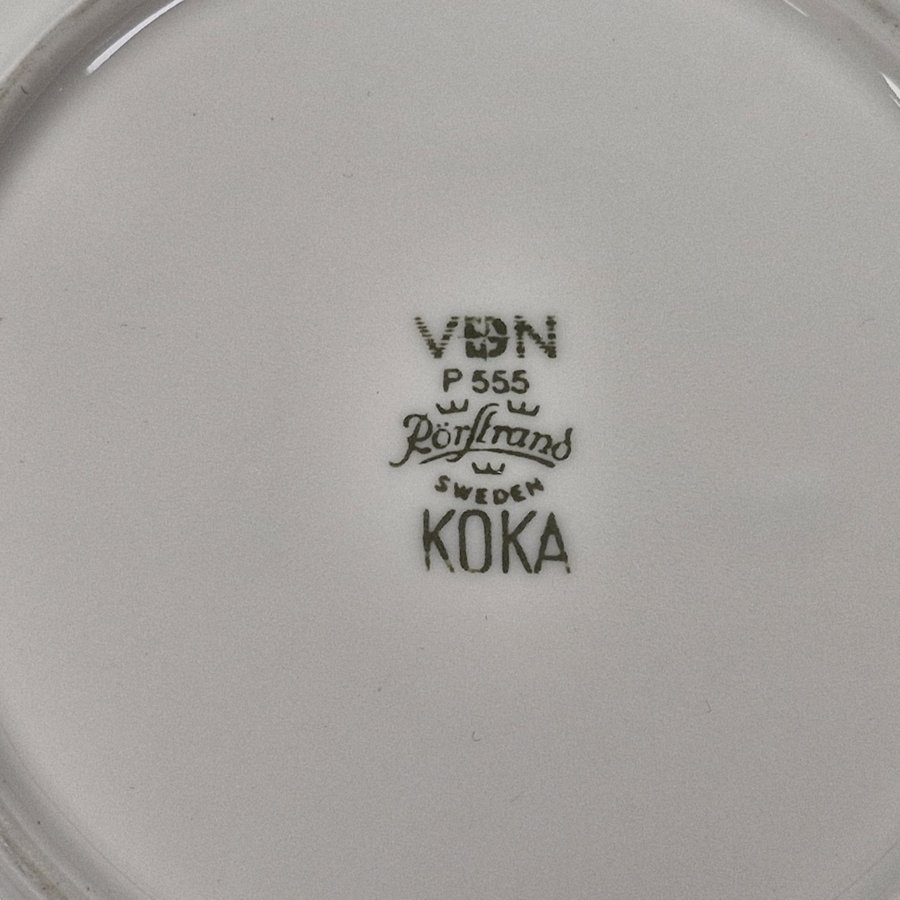 VDN
P 555
Rörstrand
SWEDEN
KOKA